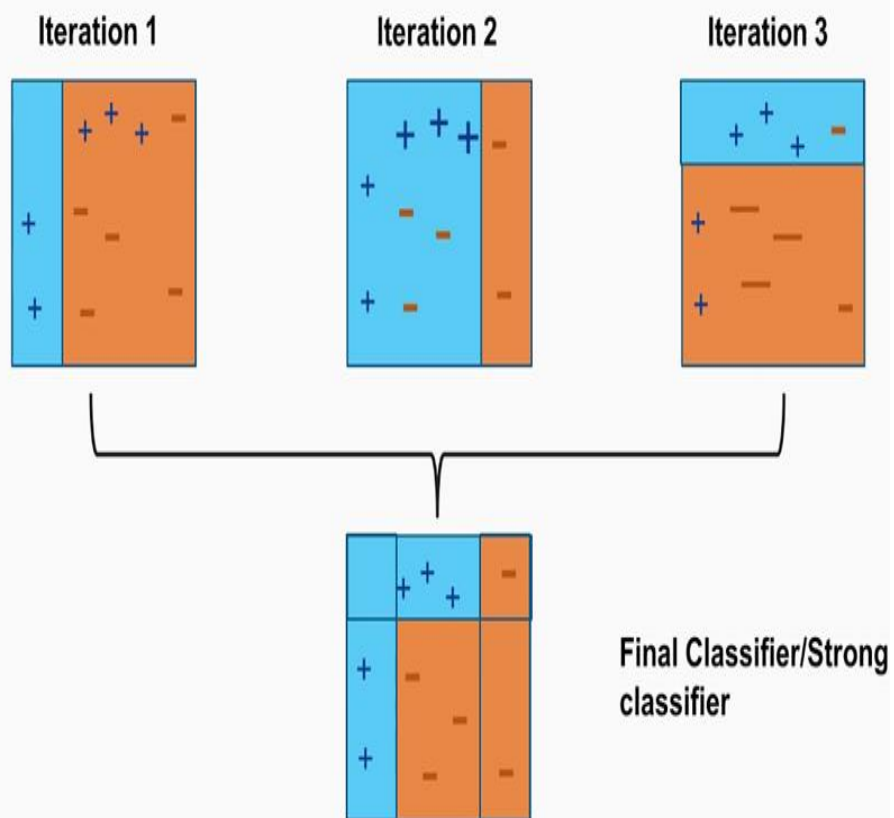 Iteration 1
Iteration 2
Iteration 3
Final Classifier/Strong
classifier